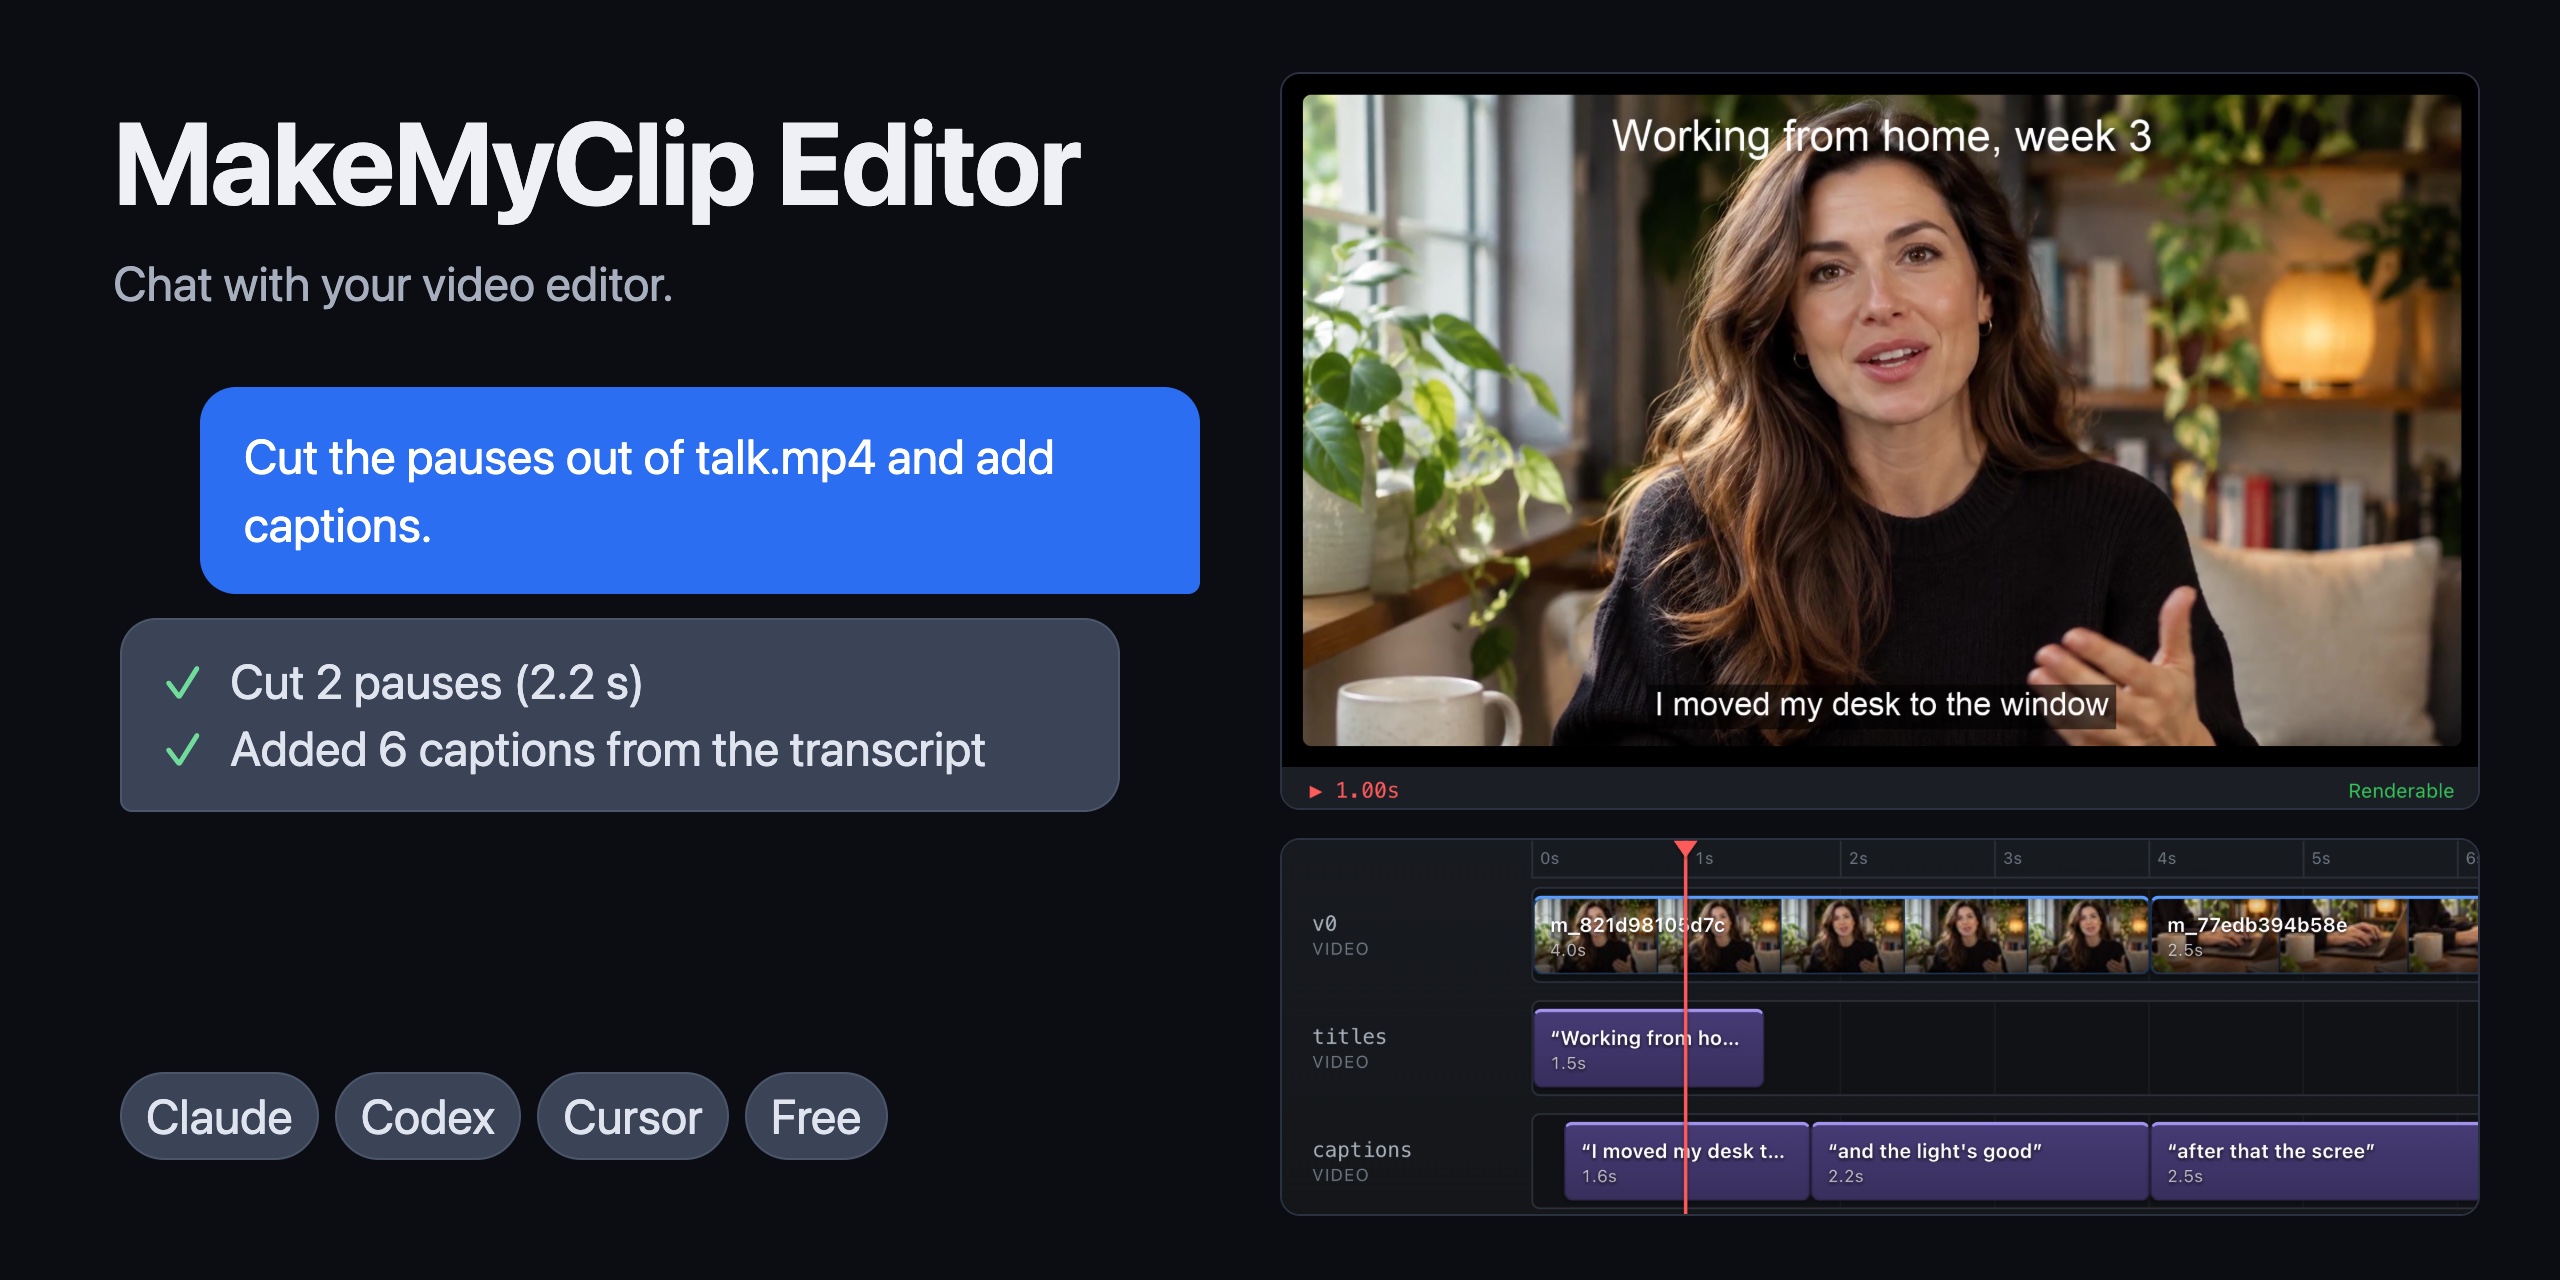 MakeMyClip Editor
Chat with your video editor.
Cut the pauses out of talk.mp4 and add
captions.
✓ Cut 2 pauses (2.2 s)
✓ Added 6 captions from the transcript
Claude
Codex
Cursor
Free
Working from home, week 3
I moved my desk to the window
▶ 1.00s
Renderable
0s 1s 2s 3s 4s 5s 6s
v0
VIDEO
m_821d98105d7c
4.0s
m_77edb394b58e
2.5s
titles
VIDEO
“Working from ho...
1.5s
captions
VIDEO
“I moved my desk t...
1.6s
“and the light's good”
2.2s
“after that the scree”
2.5s